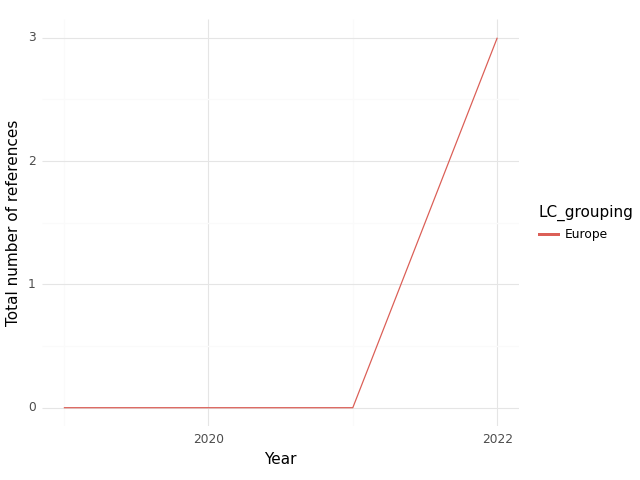 3
2
1
0
Total number of references
2020
2022
Year
LC_grouping
Europe